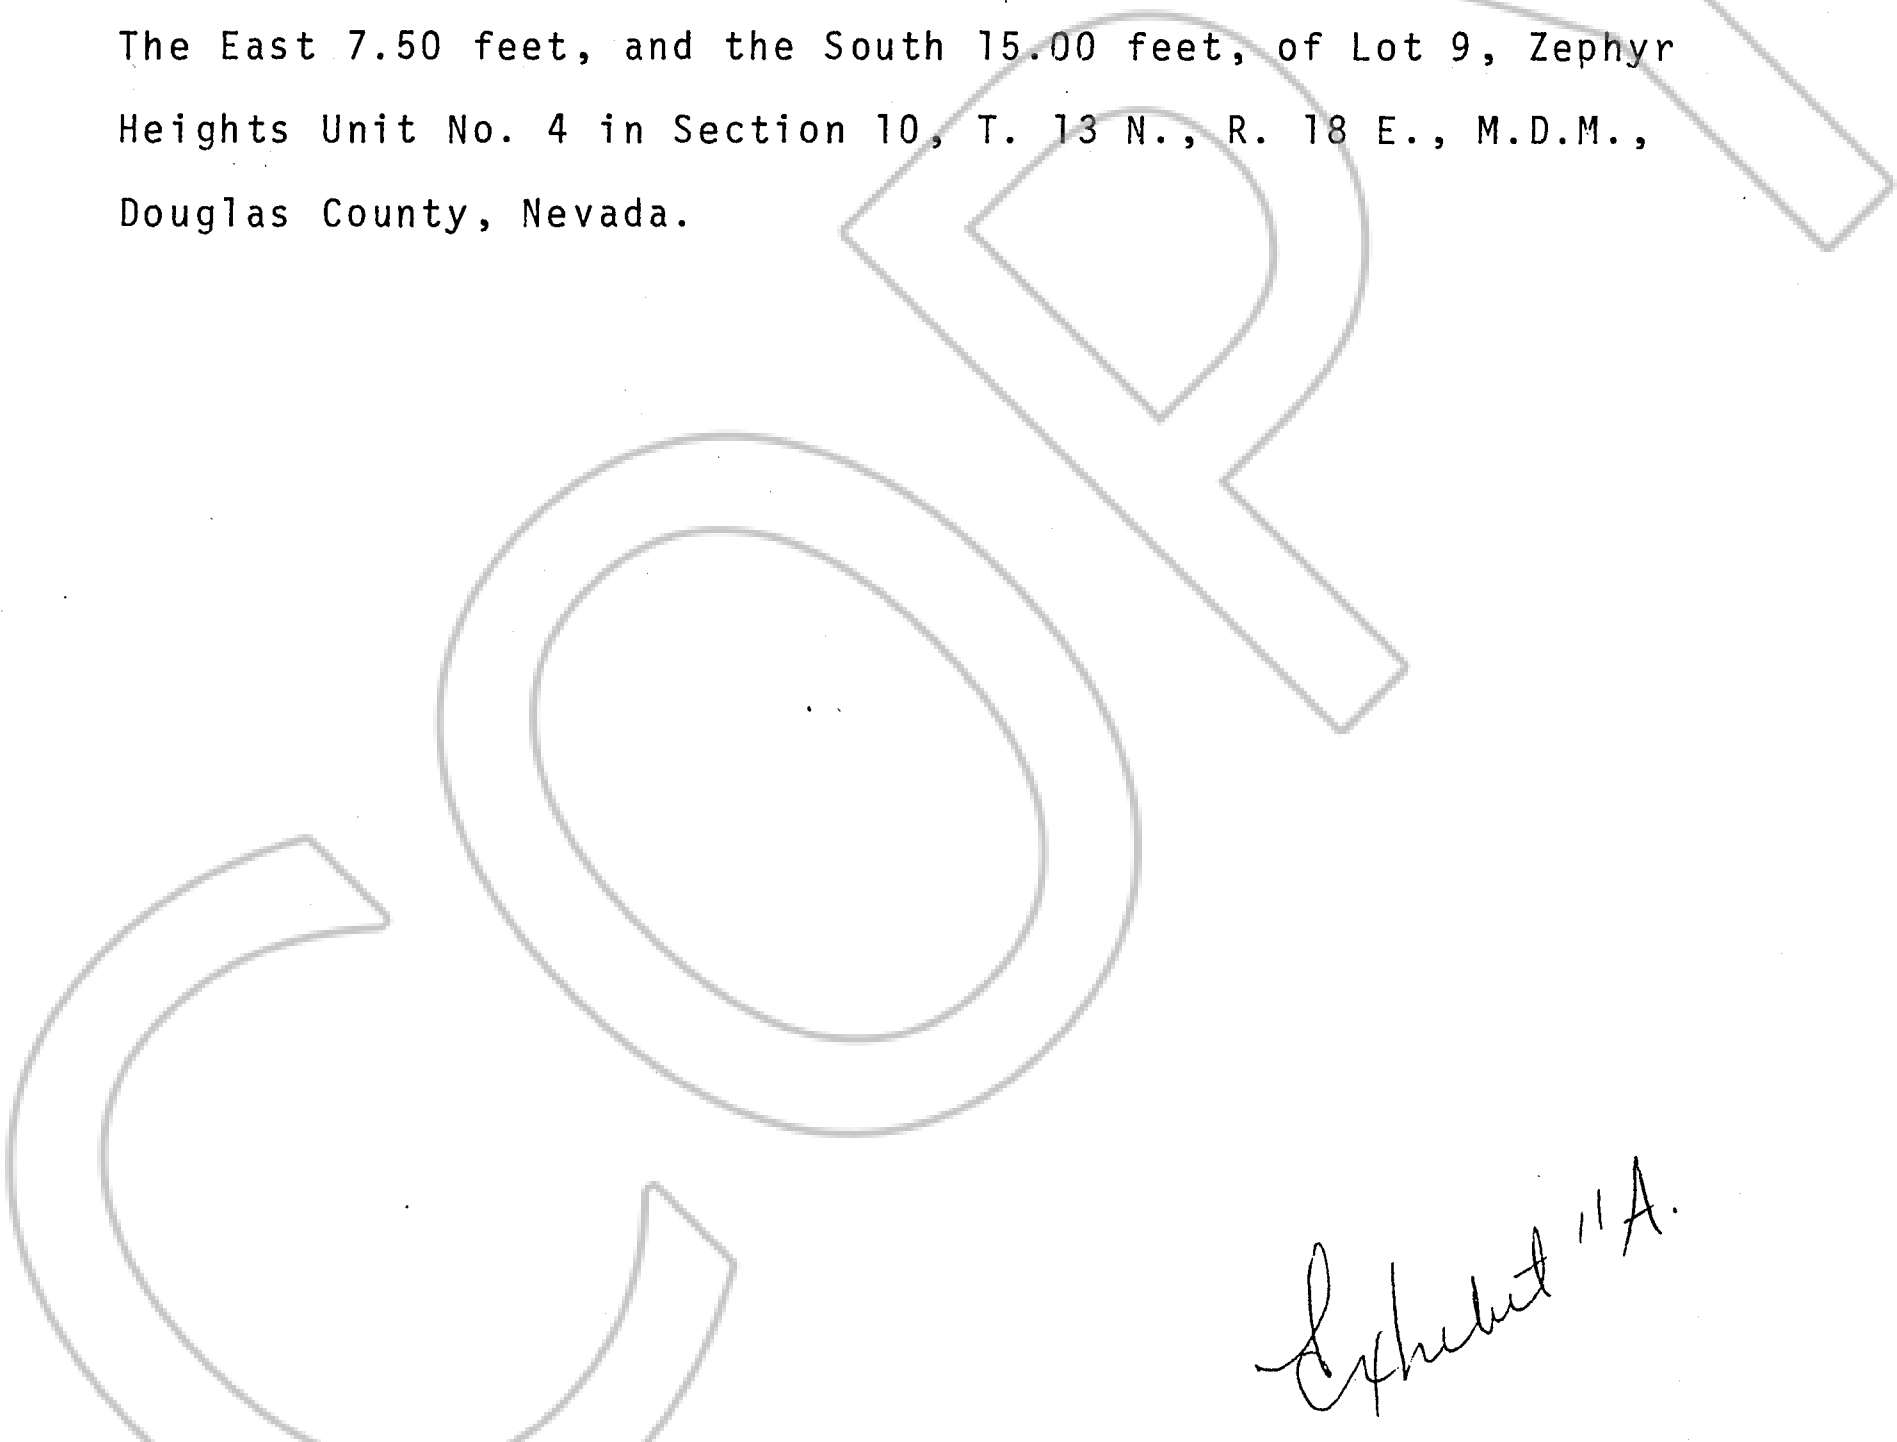 The East 7.50 feet, and the South 15.00 feet, of Lot 9, Zephyr
Heights Unit No. 4 in Section 10, T. 13 N., R. 18 E., M.D.M.,
Douglas County, Nevada.
COPY
Exhibit "A.